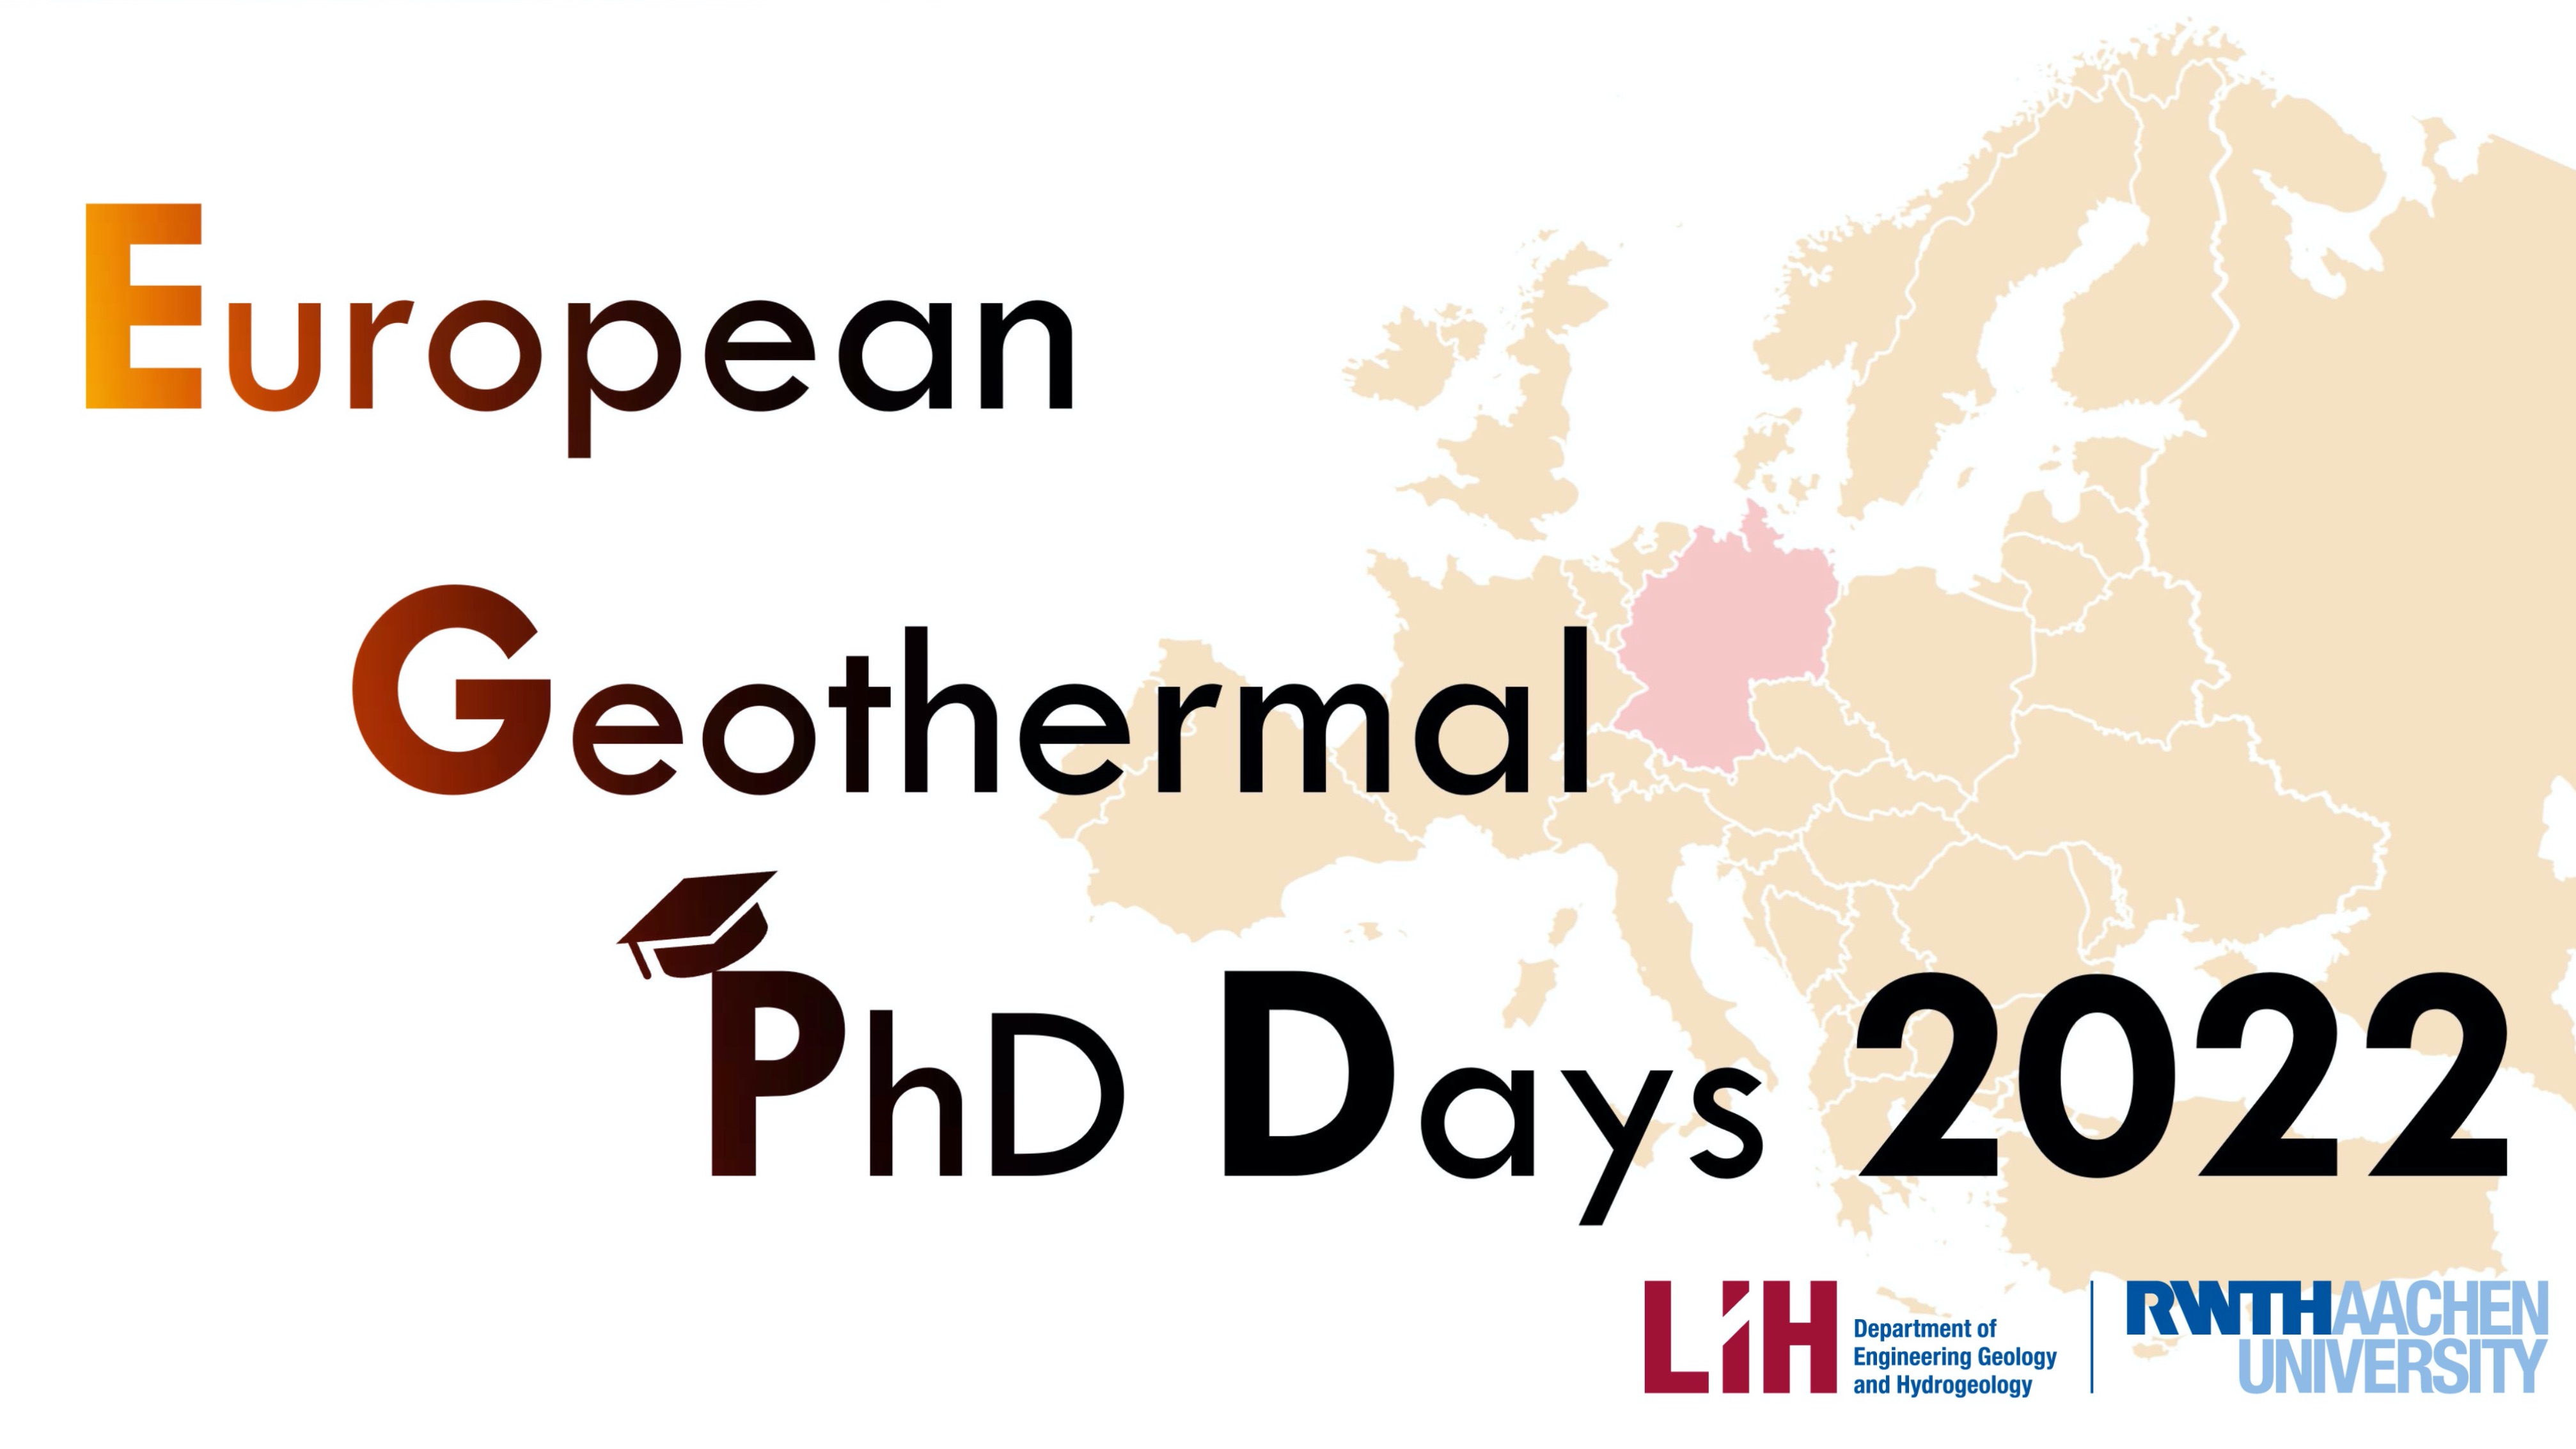 European
Geothermal
PhD Days 2022
LiH
Department of
Engineering Geology
and Hydrogeology
RWTHAACHEN
UNIVERSITY